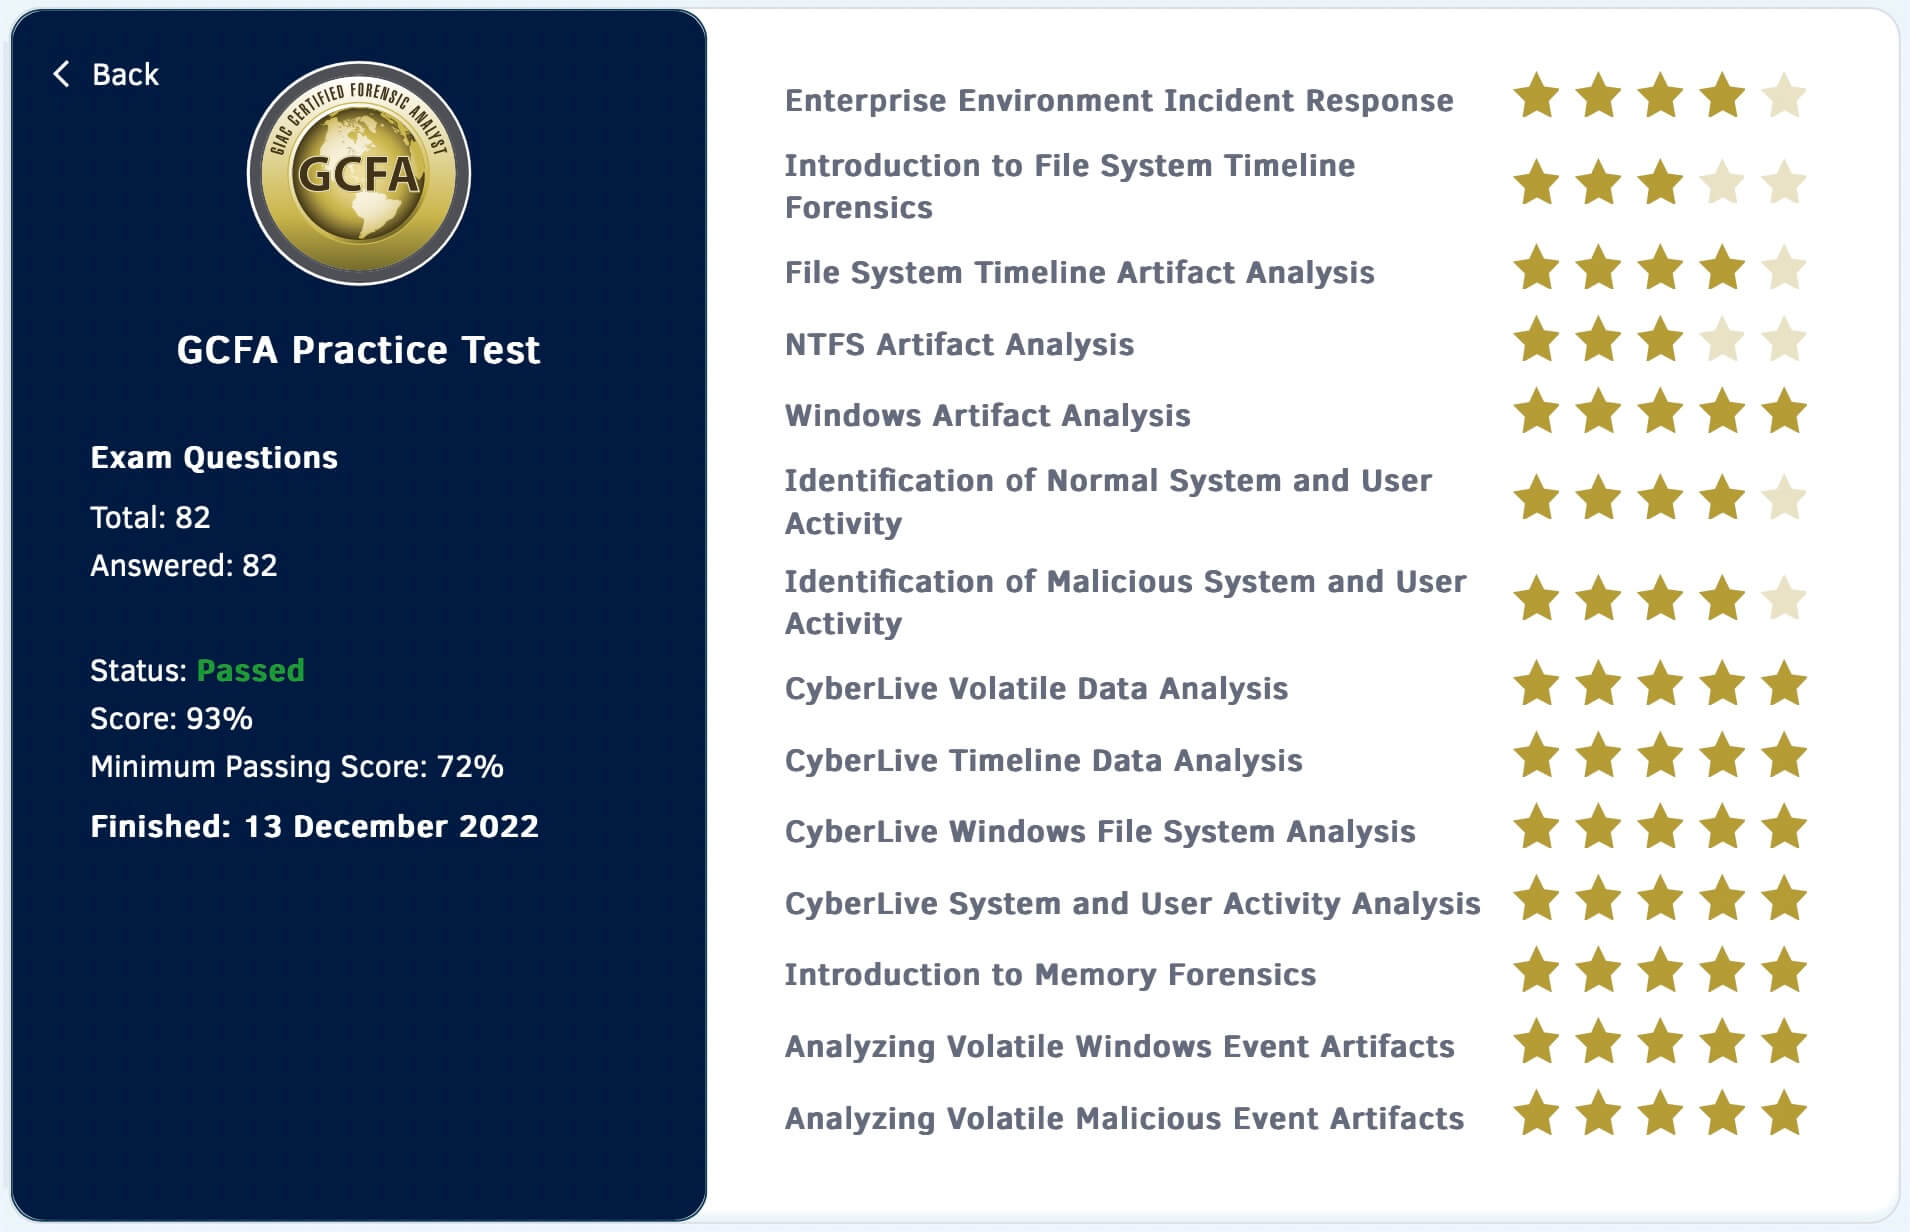 Back
GIAC CERTIFIED FORENSIC ANALYST
GCFA
GCFA Practice Test
Exam Questions
Total: 82
Answered: 82
Status: Passed
Score: 93%
Minimum Passing Score: 72%
Finished: 13 December 2022
Enterprise Environment Incident Response
Introduction to File System Timeline
Forensics
File System Timeline Artifact Analysis
NTFS Artifact Analysis
Windows Artifact Analysis
Identification of Normal System and User
Activity
Identification of Malicious System and User
Activity
CyberLive Volatile Data Analysis
CyberLive Timeline Data Analysis
CyberLive Windows File System Analysis
CyberLive System and User Activity Analysis
Introduction to Memory Forensics
Analyzing Volatile Windows Event Artifacts
Analyzing Volatile Malicious Event Artifacts